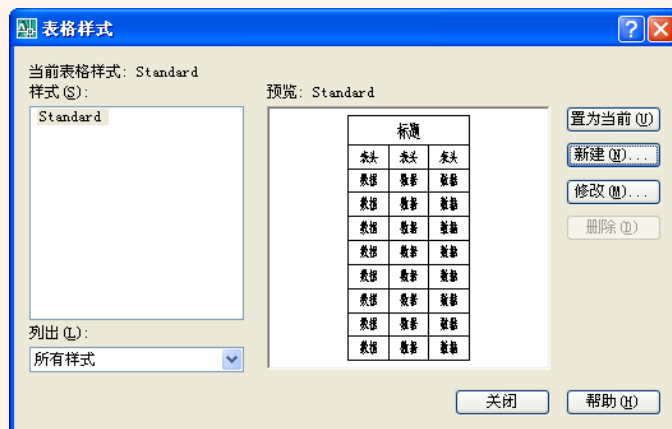 表格样式
当前表格样式: Standard
样式(S):
Standard
列出(L):
所有样式
预览: Standard
标题
表头 表头 表头
数据 数据 数据
数据 数据 数据
数据 数据 数据
数据 数据 数据
数据 数据 数据
数据 数据 数据
数据 数据 数据
数据 数据 数据
置为当前(U)
新建(N)...
修改(M)...
删除(D)
关闭
帮助(H)